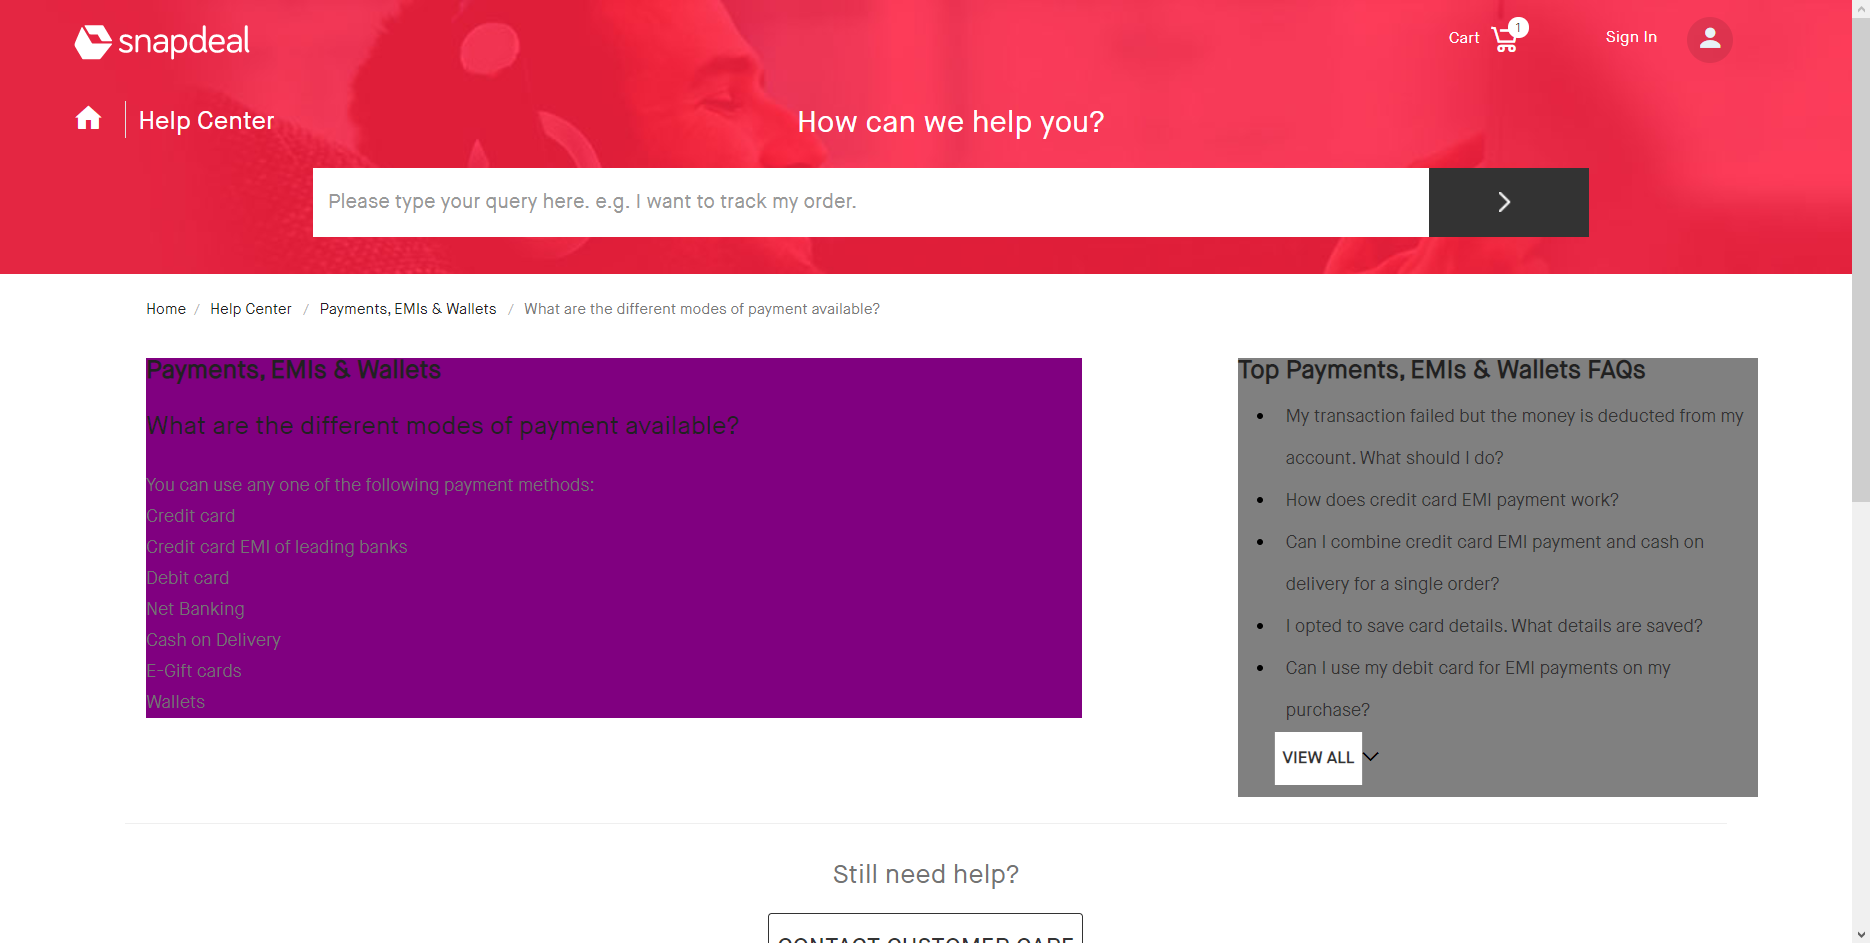 snapdeal
Cart 1
Sign In
Help Center
How can we help you?
Please type your query here. e.g. I want to track my order.
Home / Help Center / Payments, EMIs & Wallets / What are the different modes of payment available?
Payments, EMIs & Wallets
What are the different modes of payment available?
You can use any one of the following payment methods:
Credit card
Credit card EMI of leading banks
Debit card
Net Banking
Cash on Delivery
E-Gift cards
Wallets
Top Payments, EMIs & Wallets FAQs
My transaction failed but the money is deducted from my
account. What should I do?
How does credit card EMI payment work?
Can I combine credit card EMI payment and cash on
delivery for a single order?
I opted to save card details. What details are saved?
Can I use my debit card for EMI payments on my
purchase?
VIEW ALL
Still need help?
CONTACT CUSTOMER CARE